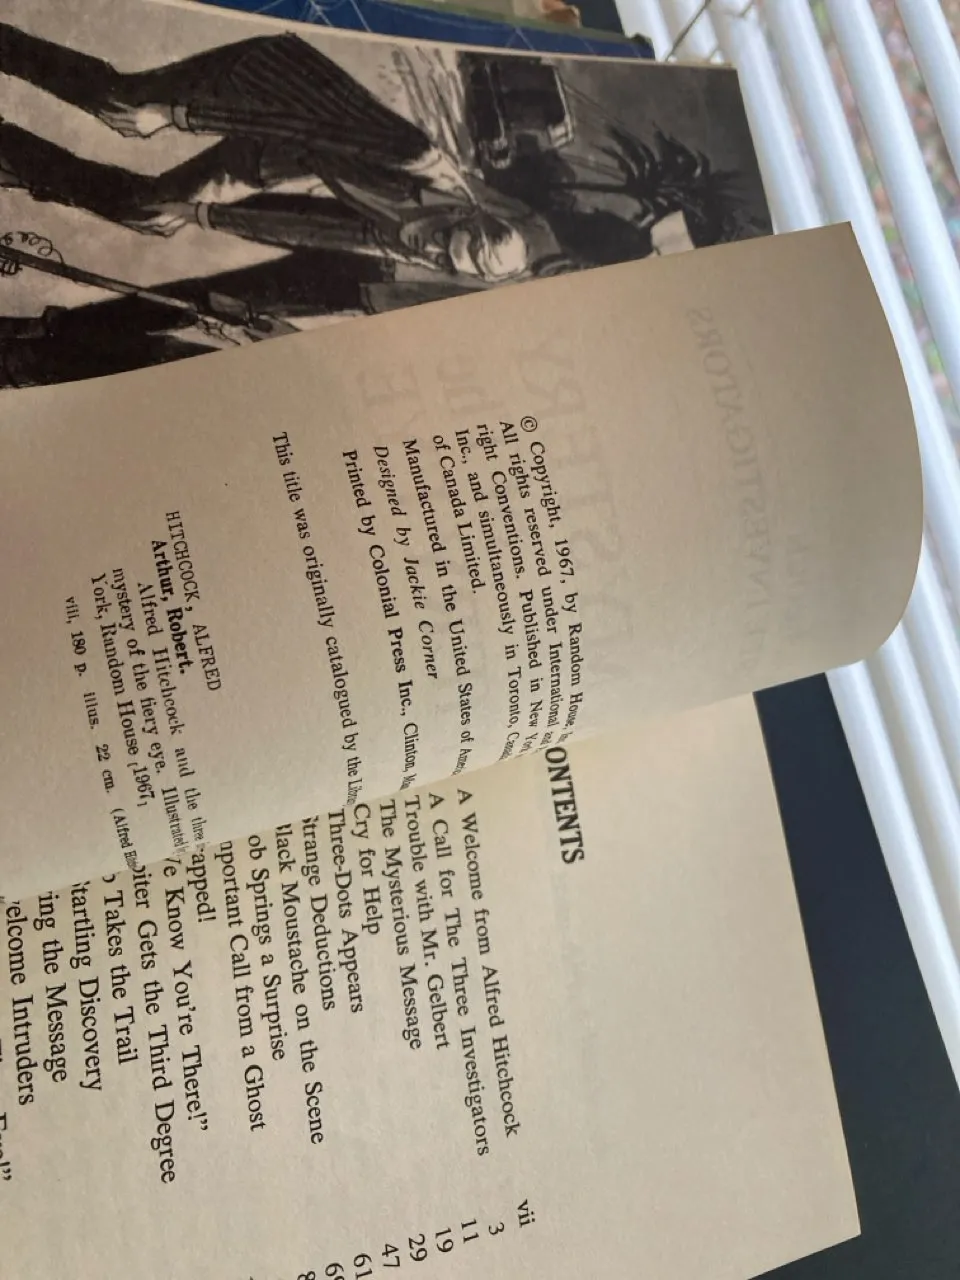 © Copyright, 1967, by Random House,
All rights reserved under International and
right Conventions. Published in New
Inc., and simultaneously in Toronto,
of Canada Limited.
Manufactured in the United States of
Designed by Jackie Corner
Printed by Colonial Press Inc., Clinton,
This title was originally catalogued by the
HITCHCOCK, ALFRED
Arthur, Robert.
Alfred Hitchcock and the three
mystery of the fiery eye. Illustrated
York, Random House [1967]
viii, 180 p. illus. 22 cm. (Alfred
ONTENTS
A Welcome from Alfred Hitchcock vii
A Call for The Three Investigators 3
Trouble with Mr. Gelbert 11
The Mysterious Message 19
Cry for Help 29
Three-Dots Appears 47
trange Deductions 61
lack Moustache on the Scene
ob Springs a Surprise
portant Call from a Ghost
apped!
e Know You're There!"
iter Gets the Third Degree
Takes the Trail
tartling Discovery
ing the Message
elcome Intruders